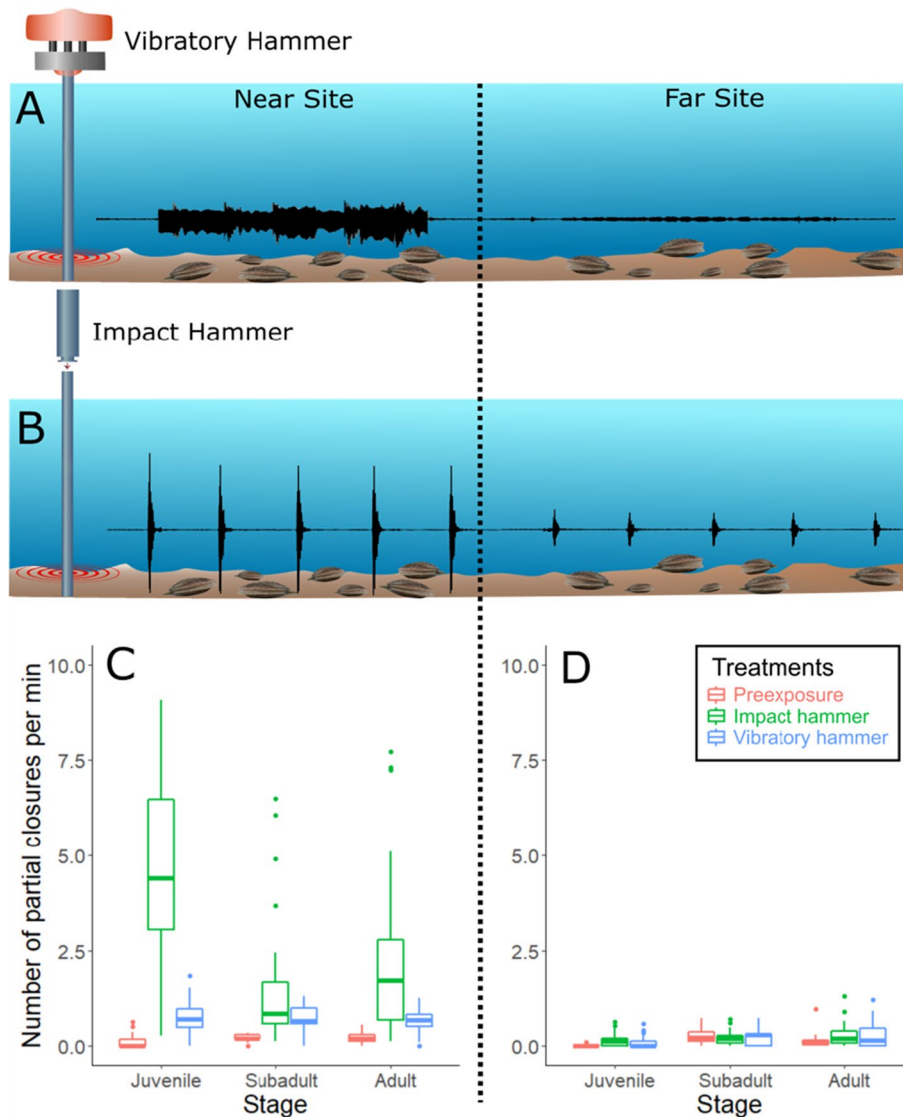 Vibratory Hammer
A
Near Site
Far Site
Impact Hammer
B
C
Number of partial closures per min
10.0
7.5
5.0
2.5
0.0
Juvenile
Subadult
Adult
Stage
D
10.0
7.5
5.0
2.5
0.0
Treatments
Preexposure
Impact hammer
Vibratory hammer
Juvenile
Subadult
Adult
Stage